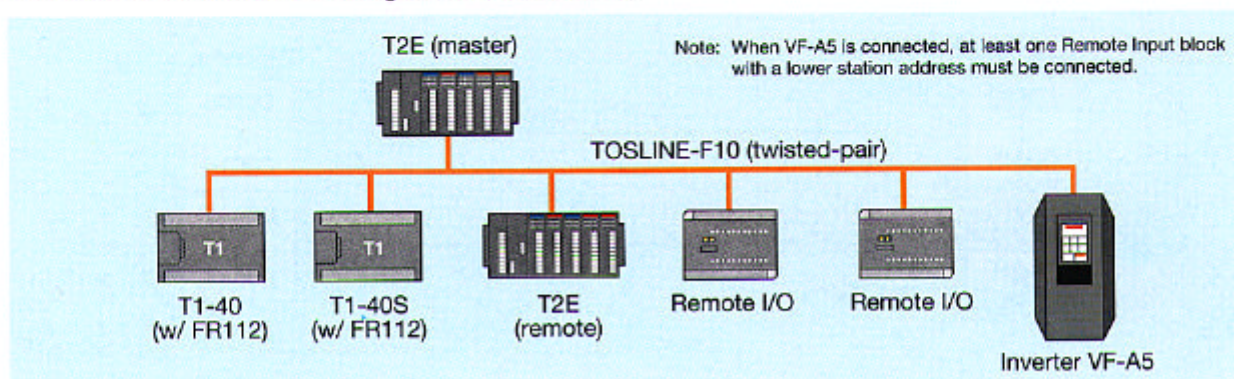 T2E (master)
Note: When VF-A5 is connected, at least one Remote Input block
with a lower station address must be connected.
TOSLINE-F10 (twisted-pair)
T1
T1
T1-40
(w/ FR112)
T1-40S
(w/ FR112)
T2E
(remote)
Remote I/O
Remote I/O
Inverter VF-A5